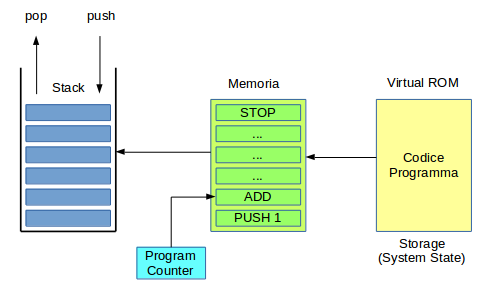 pop
push
Stack
Memoria
STOP
...
...
...
ADD
PUSH 1
Program
Counter
Virtual ROM
Codice
Programma
Storage
(System State)